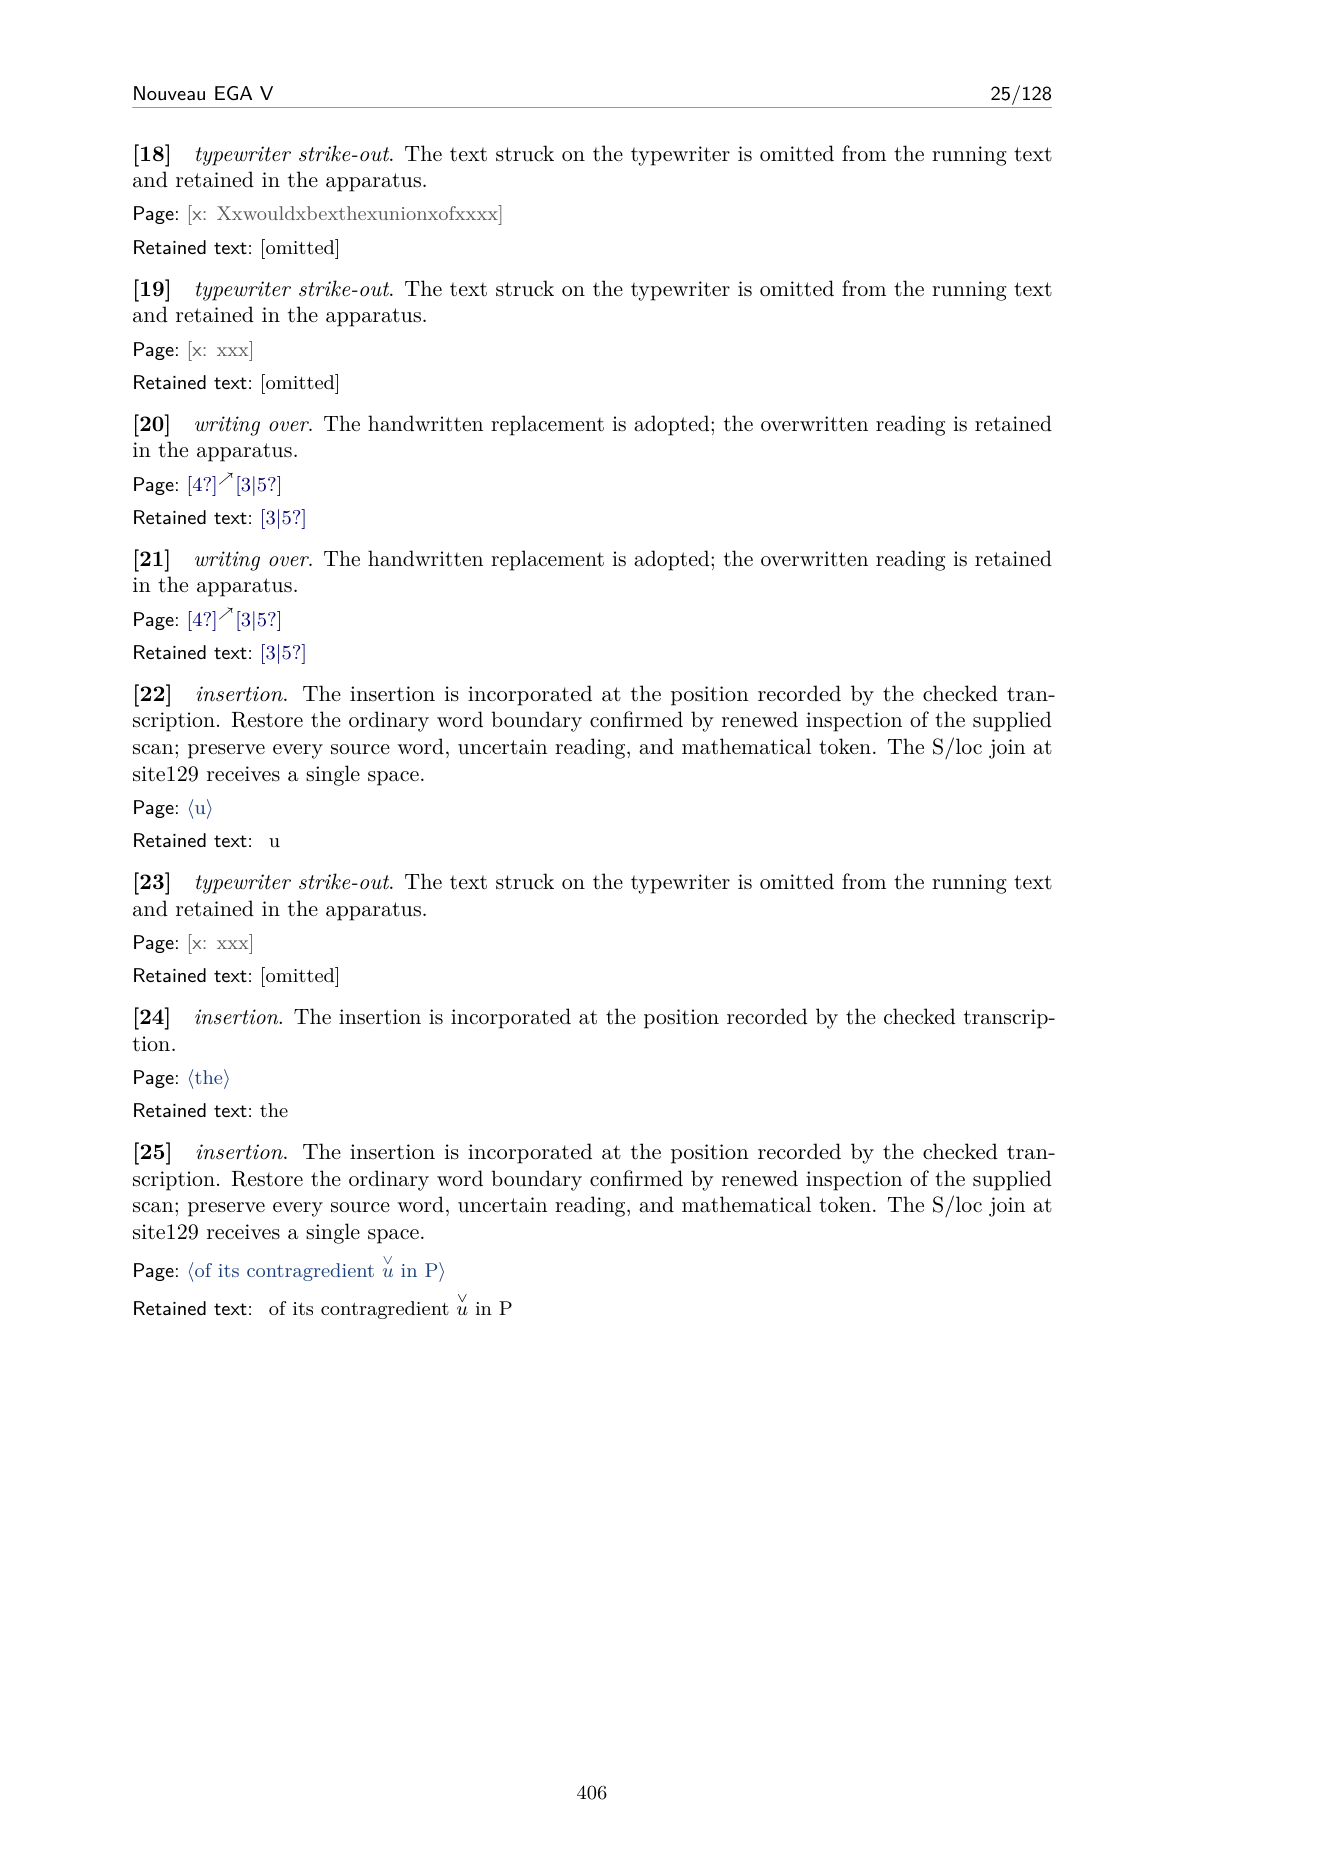 Nouveau EGA V 25/128
[18] typewriter strike-out. The text struck on the typewriter is omitted from the running text
and retained in the apparatus.
Page: [x: Xxwouldxbexthexunionxofxxxx]
Retained text: [omitted]
[19] typewriter strike-out. The text struck on the typewriter is omitted from the running text
and retained in the apparatus.
Page: [x: xxx]
Retained text: [omitted]
[20] writing over. The handwritten replacement is adopted; the overwritten reading is retained
in the apparatus.
Page: [4?]↗[3|5?]
Retained text: [3|5?]
[21] writing over. The handwritten replacement is adopted; the overwritten reading is retained
in the apparatus.
Page: [4?]↗[3|5?]
Retained text: [3|5?]
[22] insertion. The insertion is incorporated at the position recorded by the checked tran-
scription. Restore the ordinary word boundary confirmed by renewed inspection of the supplied
scan; preserve every source word, uncertain reading, and mathematical token. The S/loc join at
site129 receives a single space.
Page: ⟨u⟩
Retained text: u
[23] typewriter strike-out. The text struck on the typewriter is omitted from the running text
and retained in the apparatus.
Page: [x: xxx]
Retained text: [omitted]
[24] insertion. The insertion is incorporated at the position recorded by the checked transcrip-
tion.
Page: ⟨the⟩
Retained text: the
[25] insertion. The insertion is incorporated at the position recorded by the checked tran-
scription. Restore the ordinary word boundary confirmed by renewed inspection of the supplied
scan; preserve every source word, uncertain reading, and mathematical token. The S/loc join at
site129 receives a single space.
Page: ⟨of its contragredient ǔ in P⟩
Retained text: of its contragredient ǔ in P
406